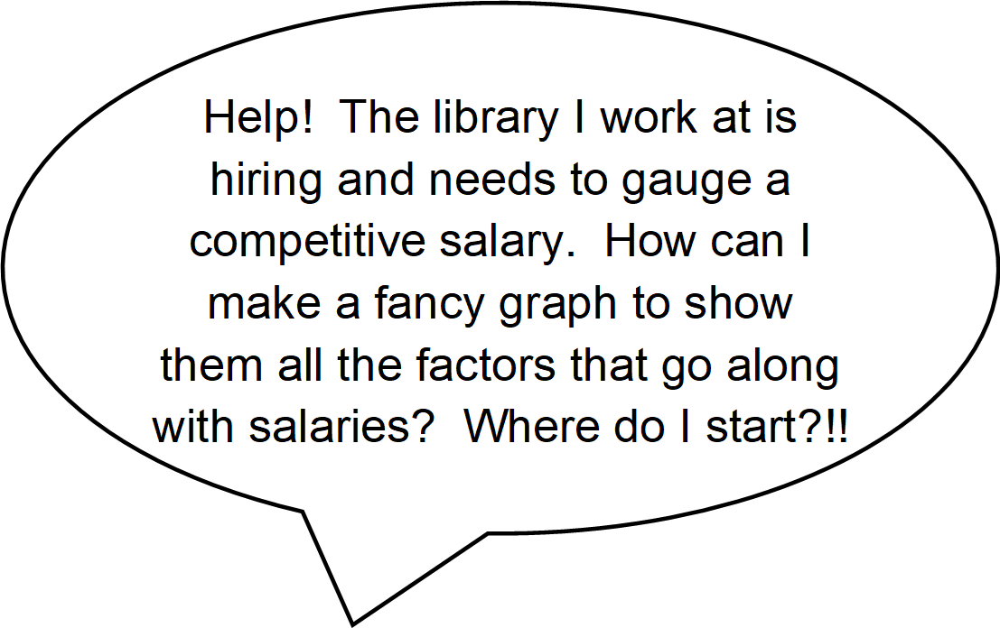 Help!  The library I work at is
hiring and needs to gauge a
competitive salary.  How can I
make a fancy graph to show
them all the factors that go along
with salaries?  Where do I start?!!